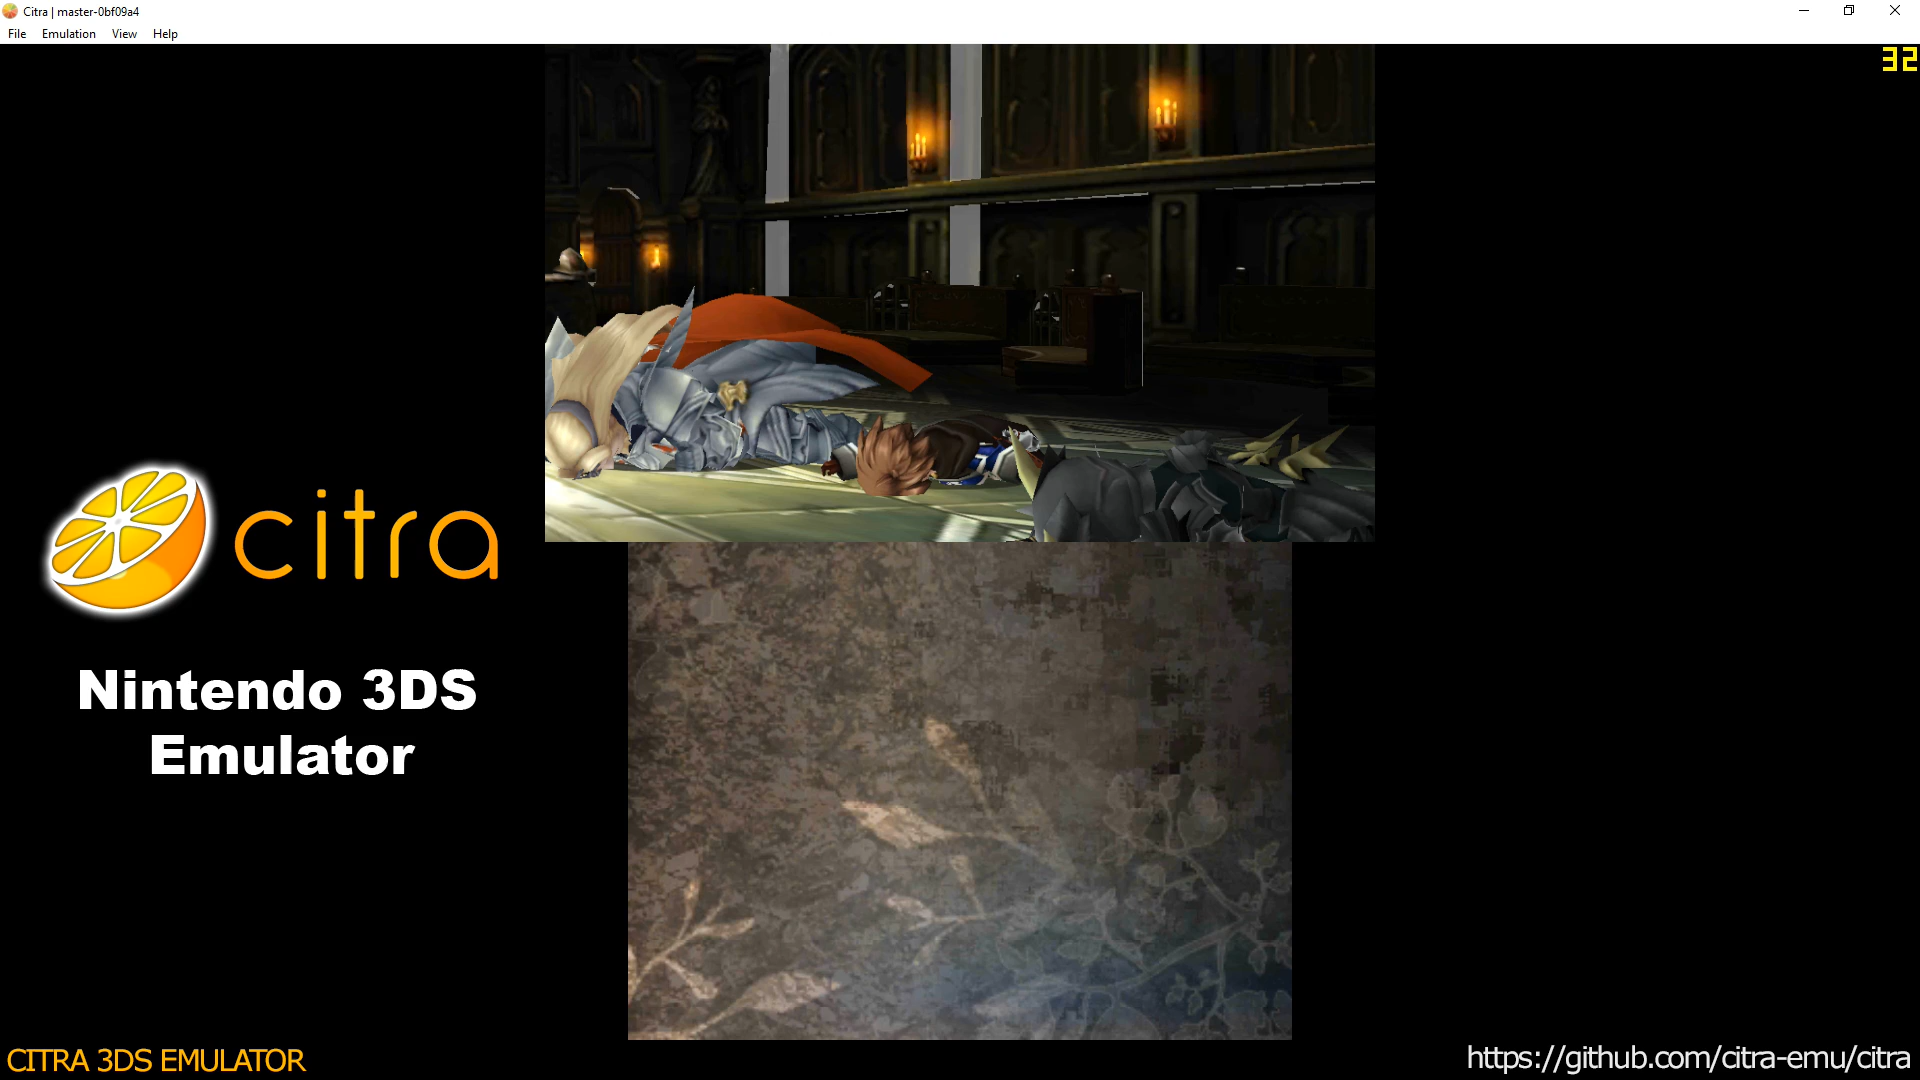 Citra | master-0bf09a4
File Emulation View Help
32
citra
Nintendo 3DS
Emulator
CITRA 3DS EMULATOR
https://github.com/citra-emu/citra